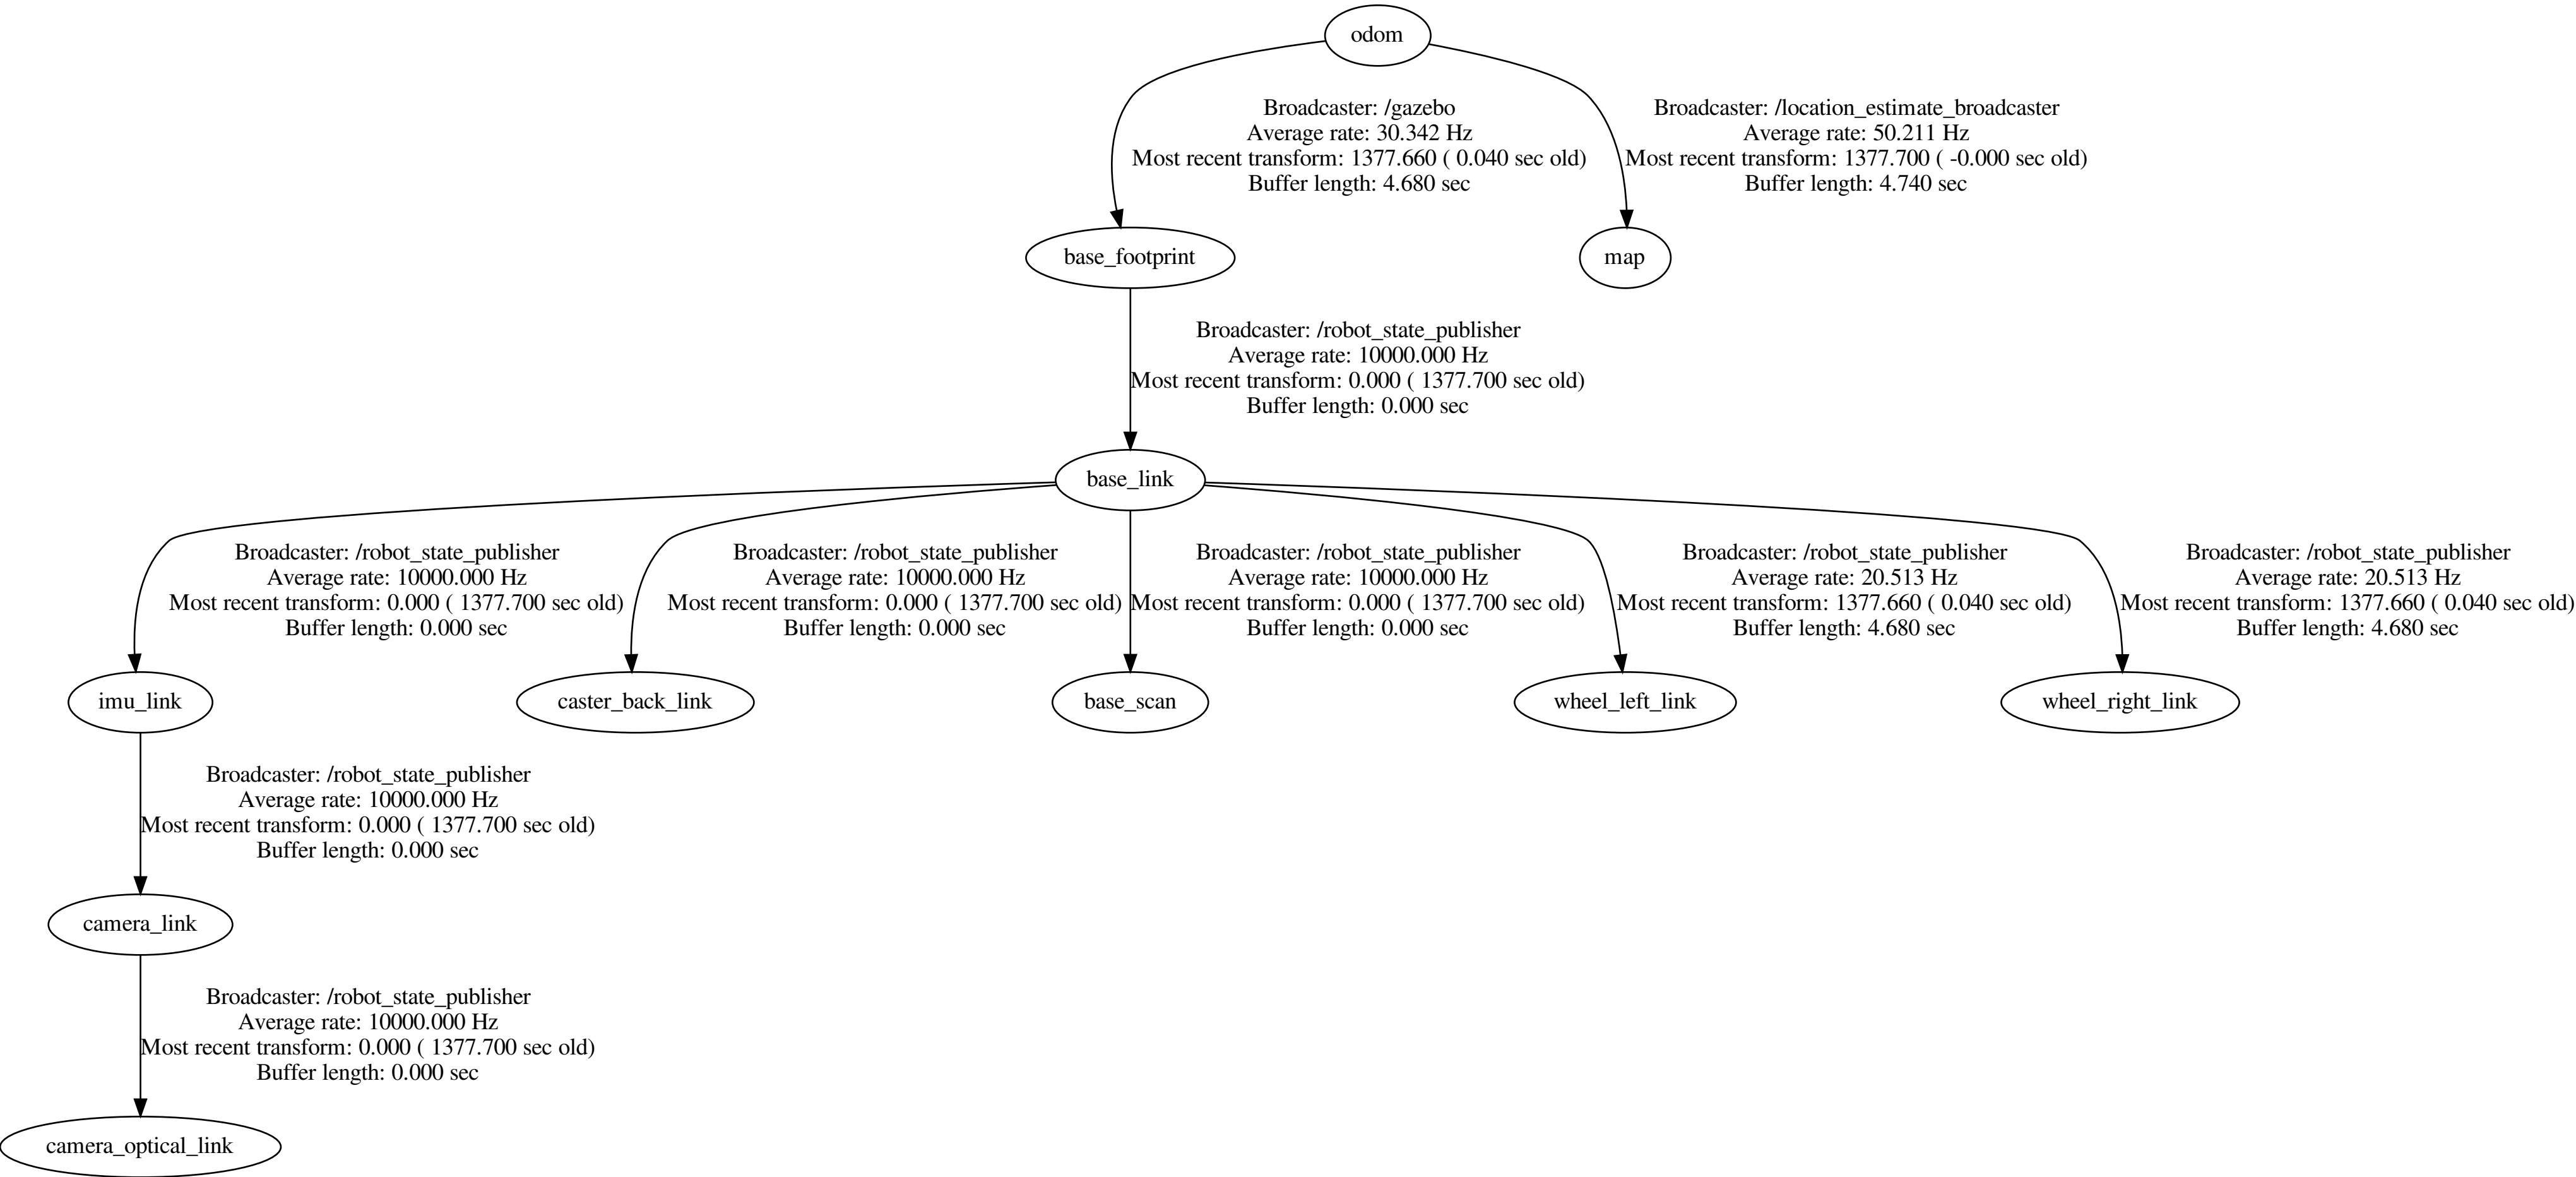 odom
Broadcaster: /gazebo
Average rate: 30.342 Hz
Most recent transform: 1377.660 ( 0.040 sec old)
Buffer length: 4.680 sec
Broadcaster: /location_estimate_broadcaster
Average rate: 50.211 Hz
Most recent transform: 1377.700 ( -0.000 sec old)
Buffer length: 4.740 sec
base_footprint
map
Broadcaster: /robot_state_publisher
Average rate: 10000.000 Hz
Most recent transform: 0.000 ( 1377.700 sec old)
Buffer length: 0.000 sec
base_link
Broadcaster: /robot_state_publisher
Average rate: 10000.000 Hz
Most recent transform: 0.000 ( 1377.700 sec old)
Buffer length: 0.000 sec
Broadcaster: /robot_state_publisher
Average rate: 10000.000 Hz
Most recent transform: 0.000 ( 1377.700 sec old)
Buffer length: 0.000 sec
Broadcaster: /robot_state_publisher
Average rate: 10000.000 Hz
Most recent transform: 0.000 ( 1377.700 sec old)
Buffer length: 0.000 sec
Broadcaster: /robot_state_publisher
Average rate: 20.513 Hz
Most recent transform: 1377.660 ( 0.040 sec old)
Buffer length: 4.680 sec
Broadcaster: /robot_state_publisher
Average rate: 20.513 Hz
Most recent transform: 1377.660 ( 0.040 sec old)
Buffer length: 4.680 sec
imu_link
caster_back_link
base_scan
wheel_left_link
wheel_right_link
Broadcaster: /robot_state_publisher
Average rate: 10000.000 Hz
Most recent transform: 0.000 ( 1377.700 sec old)
Buffer length: 0.000 sec
camera_link
Broadcaster: /robot_state_publisher
Average rate: 10000.000 Hz
Most recent transform: 0.000 ( 1377.700 sec old)
Buffer length: 0.000 sec
camera_optical_link